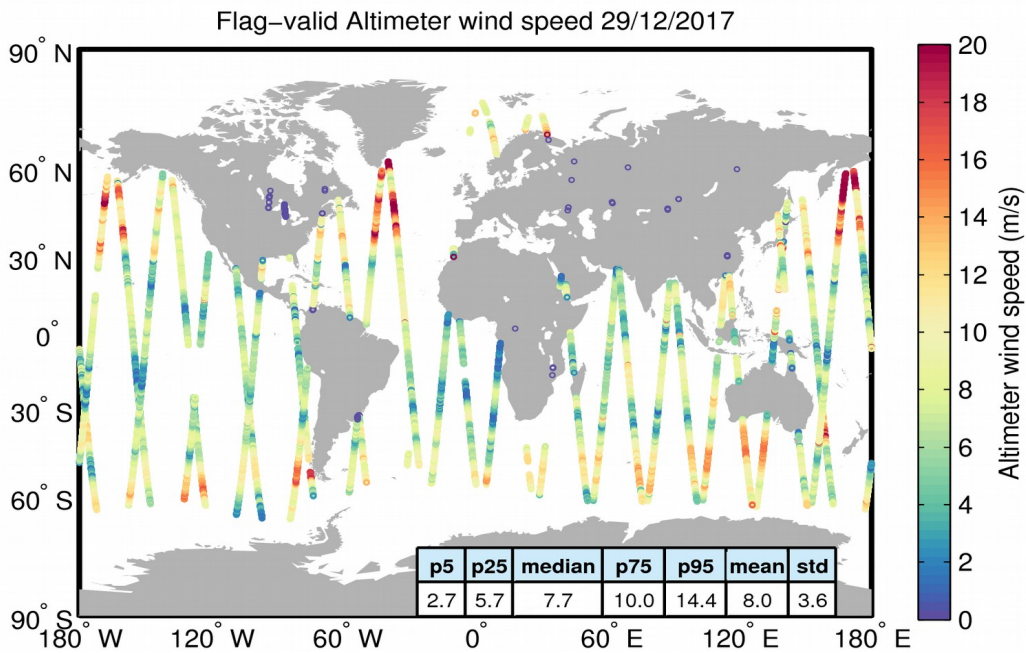 Flag−valid Altimeter wind speed 29/12/2017
90° N
60° N
30° N
0°
30° S
60° S
90° S
180° W
120° W
60° W
0°
60° E
120° E
180° E
p5 p25 median p75 p95 mean std
2.7 5.7 7.7 10.0 14.4 8.0 3.6
20
18
16
14
12
10
8
6
4
2
0
Altimeter wind speed (m/s)